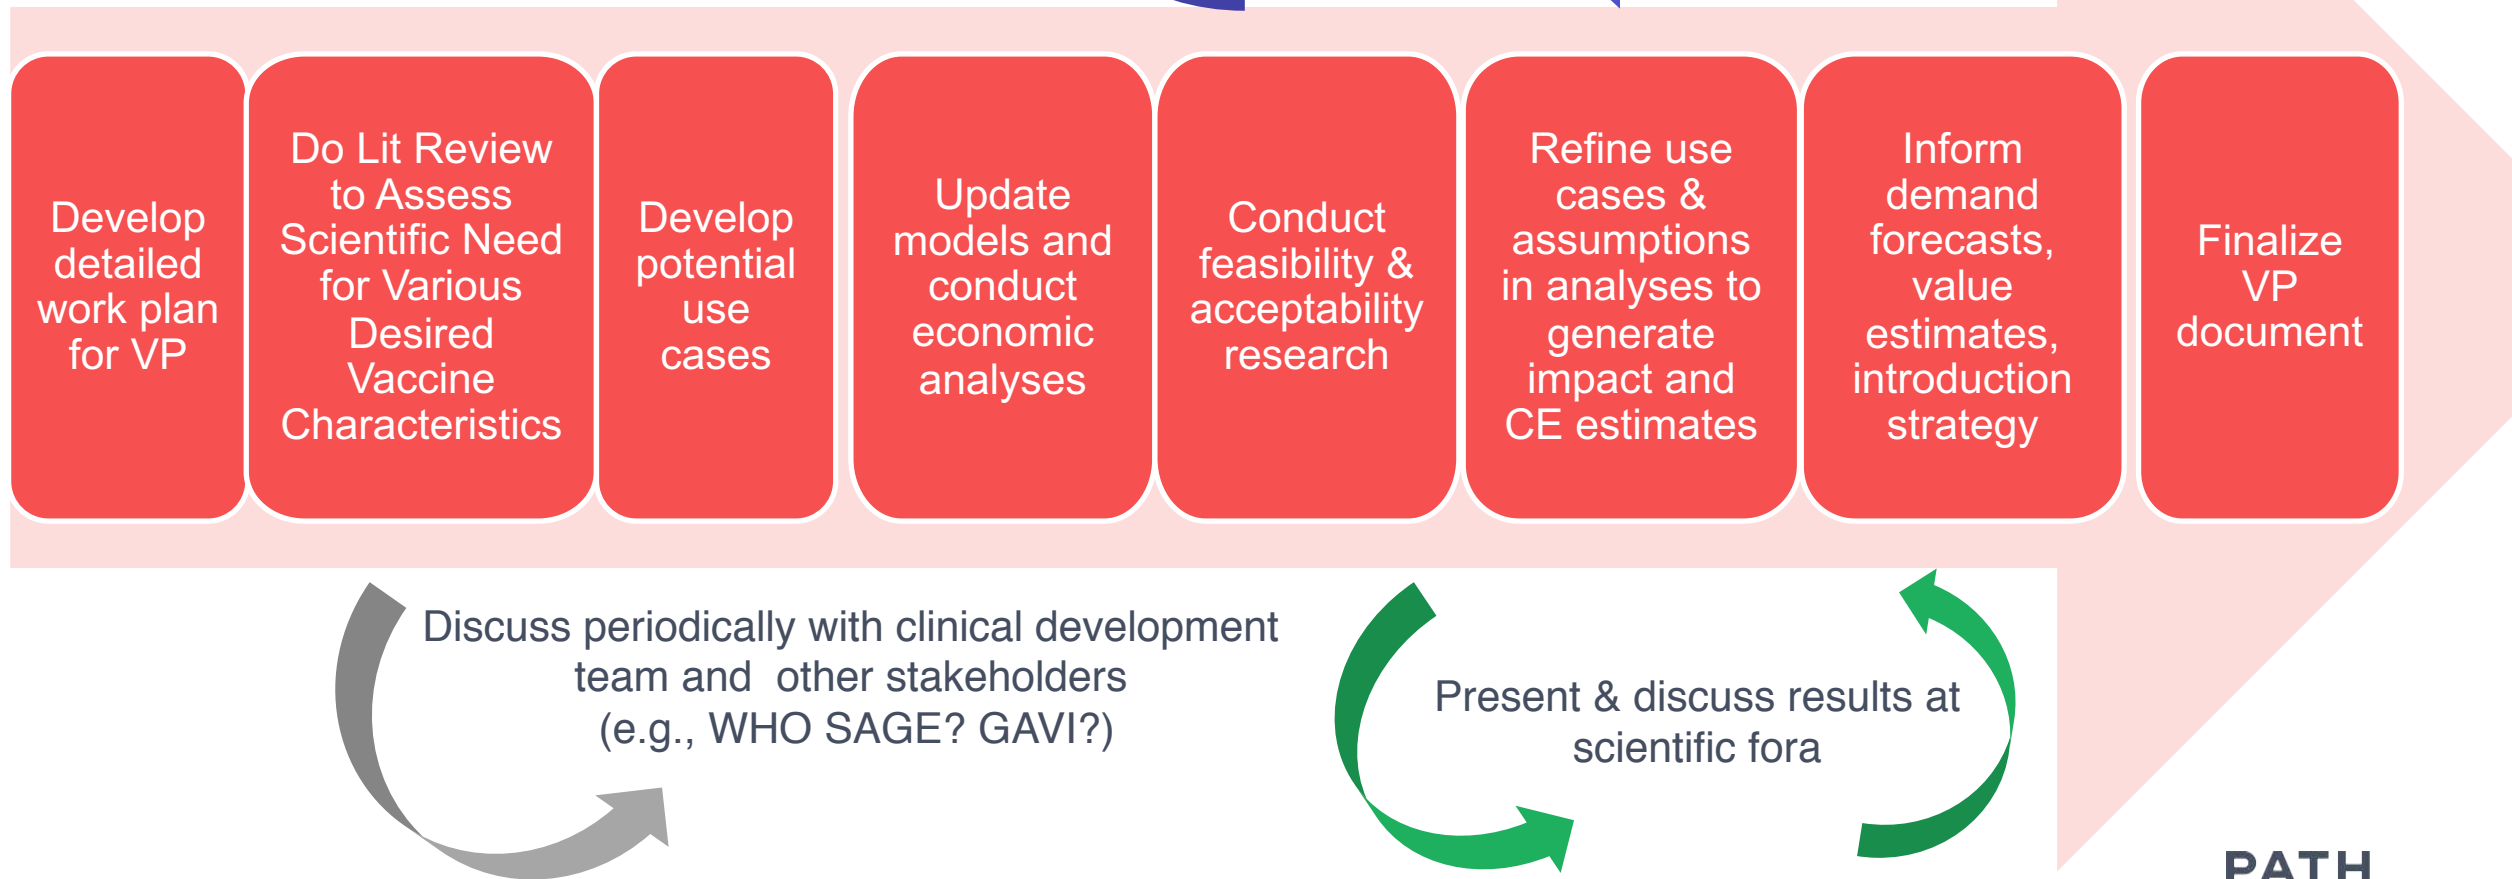 Develop
detailed
work plan
for VP
Do Lit Review
to Assess
Scientific Need
for Various
Desired
Vaccine
Characteristics
Develop
potential
use
cases
Update
models and
conduct
economic
analyses
Conduct
feasibility &
acceptability
research
Refine use
cases &
assumptions
in analyses to
generate
impact and
CE estimates
Inform
demand
forecasts,
value
estimates,
introduction
strategy
Finalize
VP
document
Discuss periodically with clinical development
team and  other stakeholders
(e.g., WHO SAGE? GAVI?)
Present & discuss results at
scientific fora
PATH